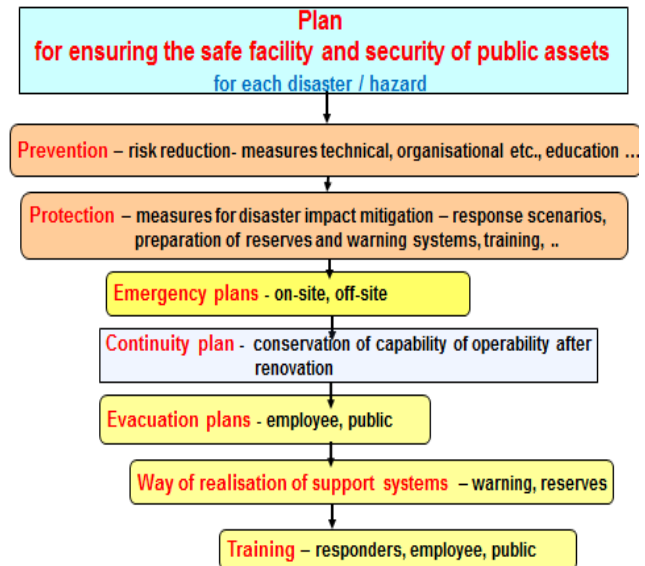 Plan
for ensuring the safe facility and security of public assets
for each disaster / hazard
Prevention – risk reduction- measures technical, organisational etc., education ...
Protection – measures for disaster impact mitigation – response scenarios,
preparation of reserves and warning systems, training, ..
Emergency plans - on-site, off-site
Continuity plan - conservation of capability of operability after
renovation
Evacuation plans - employee, public
Way of realisation of support systems – warning, reserves
Training – responders, employee, public